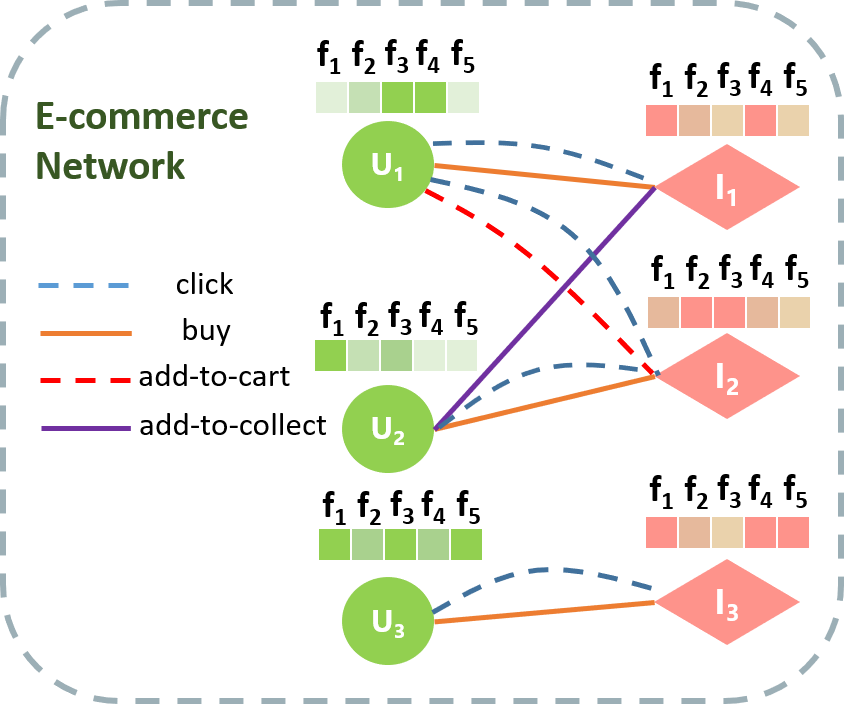 E-commerce
Network
click
buy
add-to-cart
add-to-collect
f₁ f₂ f₃ f₄ f₅
U₁
f₁ f₂ f₃ f₄ f₅
I₁
f₁ f₂ f₃ f₄ f₅
I₂
f₁ f₂ f₃ f₄ f₅
U₂
f₁ f₂ f₃ f₄ f₅
U₃
f₁ f₂ f₃ f₄ f₅
I₃